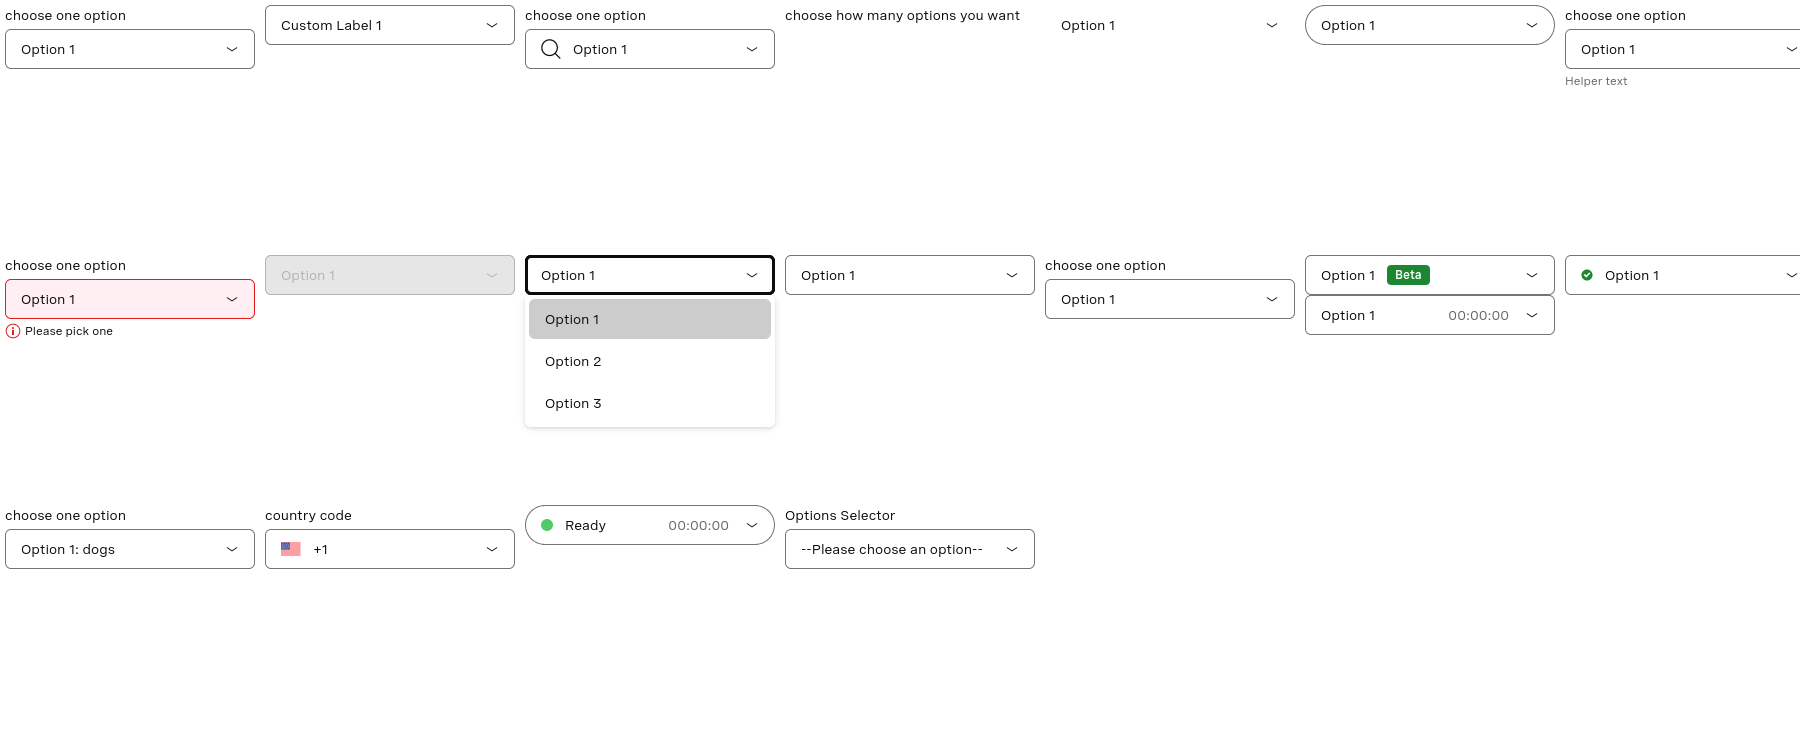 choose one option
Option 1
Custom Label 1
choose one option
Option 1
choose how many options you want
Option 1
Option 1
choose one option
Option 1
Helper text
choose one option
Option 1
Please pick one
Option 1
Option 1
Option 1
Option 2
Option 3
Option 1
choose one option
Option 1
Option 1 Beta
Option 1 00:00:00
Option 1
choose one option
Option 1: dogs
country code
+1
Ready 00:00:00
Options Selector
--Please choose an option--